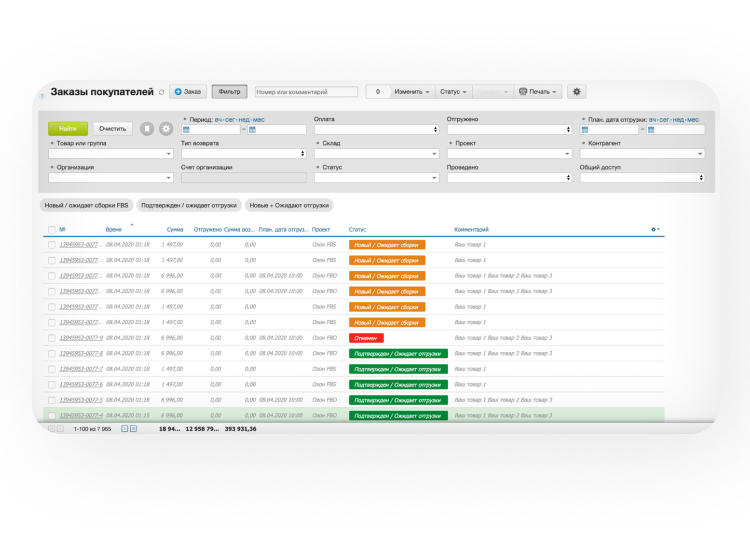 Заказы покупателей Заказ Фильтр Номер или комментарий 0 Изменить Статус Печать
Период: вч-сег-нед-мес Оплата Отгружено План. дата отгрузки: вч-сег-нед-мес
Найти Очистить
Товар или группа Тип возврата Склад Проект Контрагент
Организация Счет организации Статус Проведено Общий доступ
Новый / ожидает сборки FBS Подтвержден / ожидает отгрузки Новые + Ожидают отгрузки
№ Время Сумма Отгружено Сумма воз... План. дата отгруз... Проект Статус Комментарий
13945953-0077... 08.04.2020 01:18 1 497,00 0,00 0,00 Озон FBS Новый / Ожидает сборки Ваш товар 1
13945953-0077... 08.04.2020 01:18 1 497,00 0,00 0,00 Озон FBS Новый / Ожидает сборки Ваш товар 1
13945953-0077... 08.04.2020 01:18 6 996,00 0,00 0,00 08.04.2020 10:00 Озон FBO Новый / Ожидает сборки Ваш товар 1 Ваш товар 2 Ваш товар 3
13945953-0077... 08.04.2020 01:18 6 996,00 0,00 0,00 08.04.2020 10:00 Озон FBO Новый / Ожидает сборки Ваш товар 1 Ваш товар 2 Ваш товар 3
13945953-0077... 08.04.2020 01:18 1 497,00 0,00 0,00 Озон FBS Новый / Ожидает сборки Ваш товар 1
13945953-0077... 08.04.2020 01:18 1 497,00 0,00 0,00 Озон FBS Новый / Ожидает сборки Ваш товар 1
13945953-0077-9 08.04.2020 01:18 6 996,00 0,00 0,00 08.04.2020 10:00 Озон FBO Отменен Ваш товар 1 Ваш товар 2 Ваш товар 3
13945953-0077-8 08.04.2020 01:18 6 996,00 0,00 0,00 08.04.2020 10:00 Озон FBO Подтвержден / Ожидает отгрузки Ваш товар 1 Ваш товар 2 Ваш товар 3
13945953-0077-7 08.04.2020 01:18 1 497,00 0,00 0,00 Озон FBS Подтвержден / Ожидает отгрузки Ваш товар 1
13945953-0077-6 08.04.2020 01:18 1 497,00 0,00 0,00 Озон FBS Подтвержден / Ожидает отгрузки Ваш товар 1
13945953-0077-5 08.04.2020 01:18 6 996,00 0,00 0,00 08.04.2020 10:00 Озон FBO Подтвержден / Ожидает отгрузки Ваш товар 1 Ваш товар 2 Ваш товар 3
13945953-0077-4 08.04.2020 01:15 6 996,00 0,00 0,00 08.04.2020 10:00 Озон FBO Подтвержден / Ожидает отгрузки Ваш товар 1 Ваш товар 2 Ваш товар 3
1-100 из 7 965 18 94... 12 958 79... 393 931,36